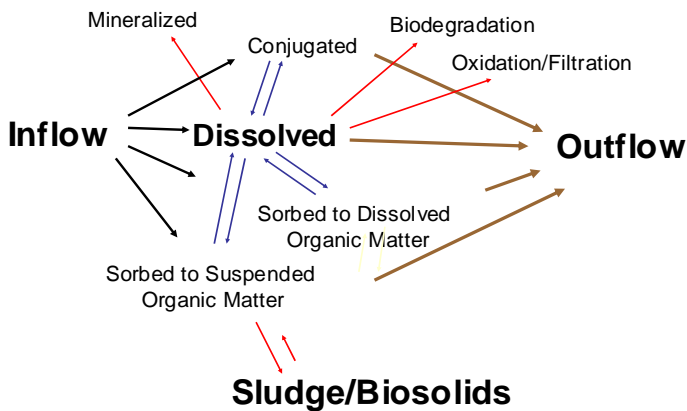 Mineralized
Conjugated
Biodegradation
Oxidation/Filtration
Inflow
Dissolved
Outflow
Sorbed to Dissolved
Organic Matter
Sorbed to Suspended
Organic Matter
Sludge/Biosolids